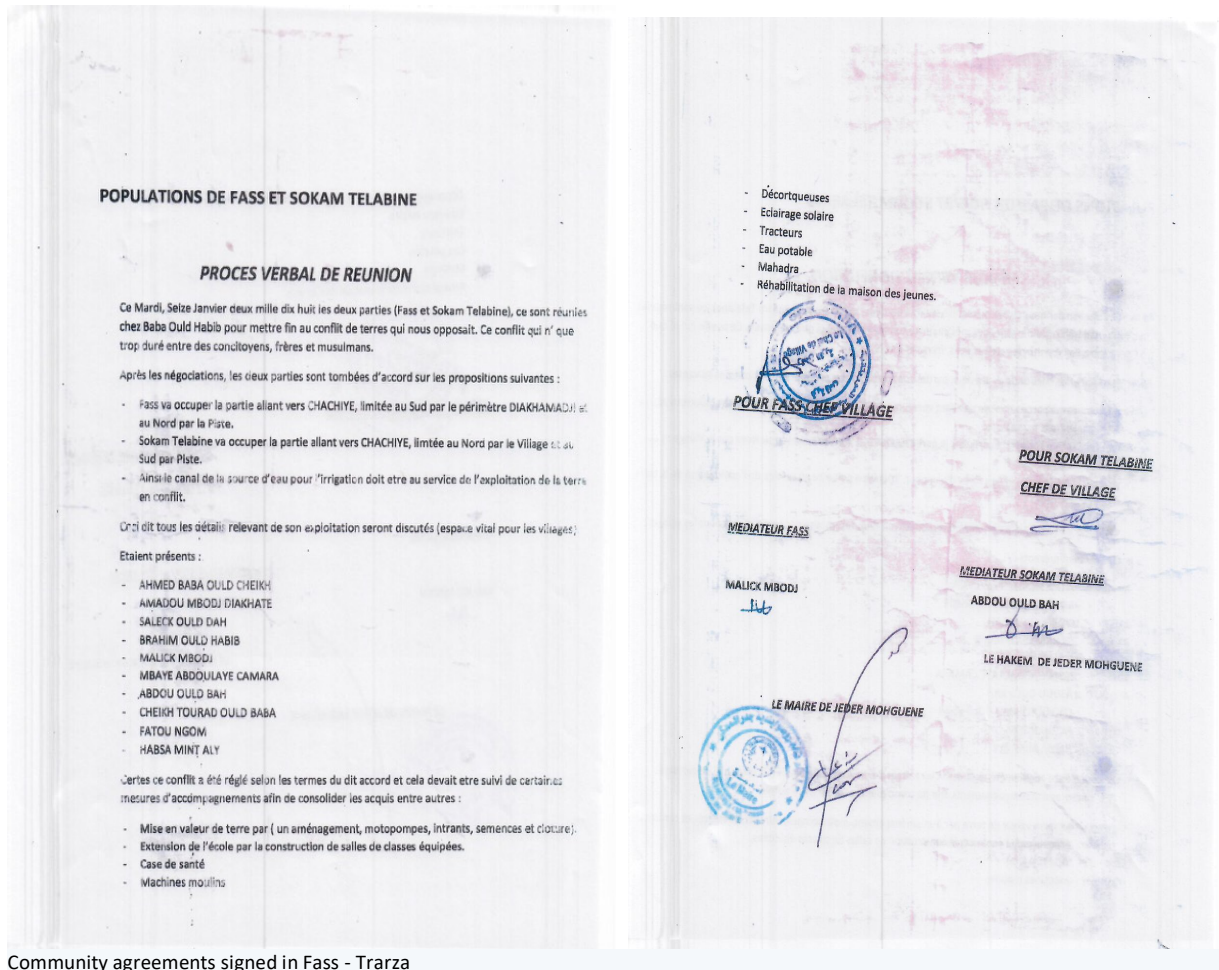 POPULATIONS DE FASS ET SOKAM TELABINE
PROCES VERBAL DE REUNION
Ce Mardi, Seize Janvier deux mille dix huit les deux parties (Fass et Sokam Telabine), ce sont réunies
chez Baba Ould Habib pour mettre fin au conflit de terres qui nous opposait. Ce conflit qui n' que
trop duré entre des concitoyens, frères et musulmans.
Après les négociations, les deux parties sont tombées d'accord sur les propositions suivantes :
Fass va occuper la partie allant vers CHACHIYE, limitée au Sud par le périmètre DIAKHAMADJI et
au Nord par la Piste.
- Sokam Telabine va occuper la partie allant vers CHACHIYE, limtée au Nord par le Village et au
Sud par Piste.
- Ainsi le canal de la source d'eau pour l'irrigation doit etre au service de l'exploitation de la terre
en conflit.
Ceci dit tous les détails relevant de son exploitation seront discutés (espace vital pour les villages)
Etaient présents :
- AHMED BABA OULD CHEIKH
- AMADOU MBODJ DIAKHATE
- SALECK OULD DAH
- BRAHIM OULD HABIB
- MALICK MBODJ
- MBAYE ABDOULAYE CAMARA
- ABDOU OULD BAH
- CHEIKH TOURAD OULD BABA
- FATOU NGOM
- HABSA MINT ALY
Certes ce conflit a été réglé selon les termes du dit accord et cela devait etre suivi de certaines
mesures d'accompagnements afin de consolider les acquis entre autres :
- Mise en valeur de terre par ( un aménagement, motopompes, intrants, semences et cloture).
- Extension de l'école par la construction de salles de classes équipées.
- Case de santé
- Machines moulins
- Décortqueuses
- Eclairage solaire
- Tracteurs
- Eau potable
- Mahadra
- Réhabilitation de la maison des jeunes.
Le Chef de Village
POUR FASS CHEF VILLAGE
POUR SOKAM TELABINE
CHEF DE VILLAGE
MEDIATEUR FASS
MEDIATEUR SOKAM TELABINE
MALICK MBODJ
ABDOU OULD BAH
LE HAKEM DE JEDER MOHGUENE
LE MAIRE DE JEDER MOHGUENE
Le Maire
Community agreements signed in Fass - Trarza